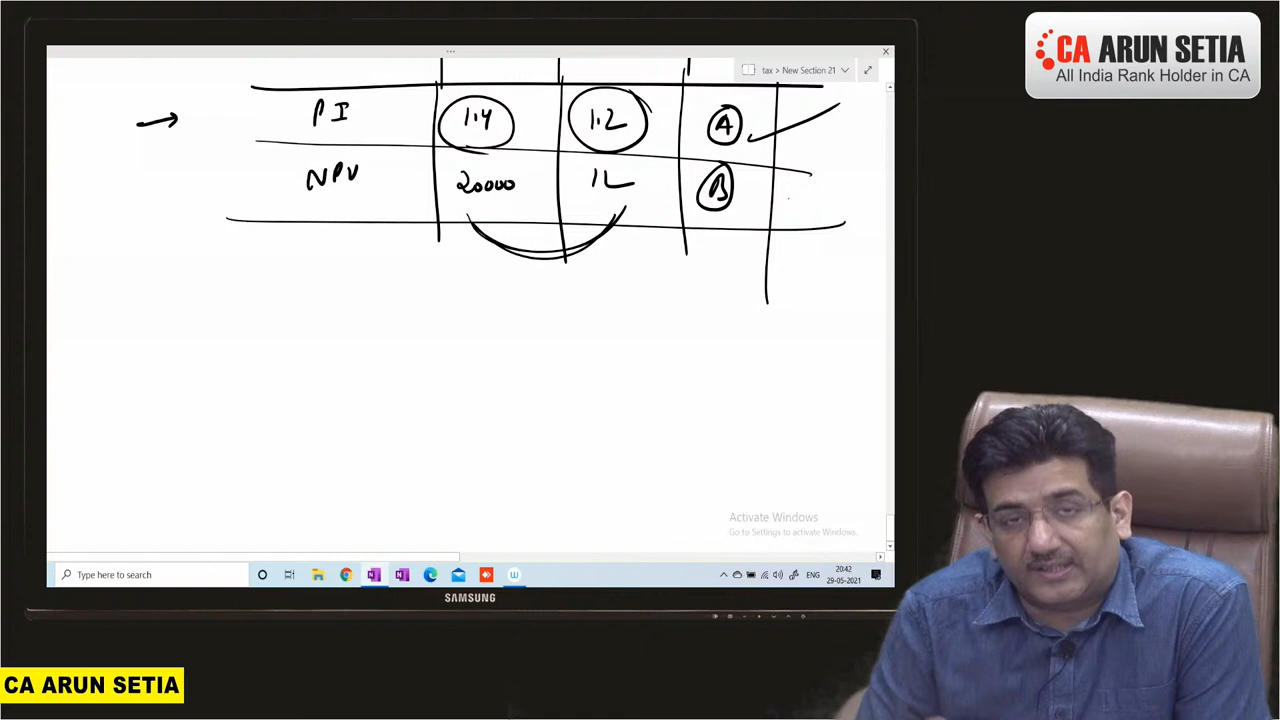 CA ARUN SETIA
All India Rank Holder in CA
tax > New Section 21
PI 1.4 1.2 A
NPV 20000 1L B
Activate Windows
Go to Settings to activate Windows.
Type here to search
ENG
20:42
29-05-2021
SAMSUNG
CA ARUN SETIA